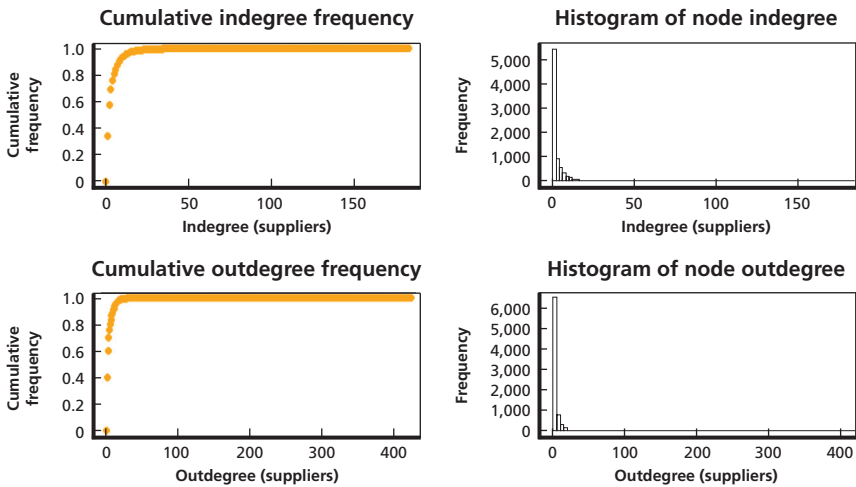 Cumulative indegree frequency
Cumulative
frequency
1.0
0.8
0.6
0.4
0.2
0
0 50 100 150
Indegree (suppliers)
Histogram of node indegree
Frequency
5,000
4,000
3,000
2,000
1,000
0
0 50 100 150
Indegree (suppliers)
Cumulative outdegree frequency
Cumulative
frequency
1.0
0.8
0.6
0.4
0.2
0
0 100 200 300 400
Outdegree (suppliers)
Histogram of node outdegree
Frequency
6,000
5,000
4,000
3,000
2,000
1,000
0
0 100 200 300 400
Outdegree (suppliers)